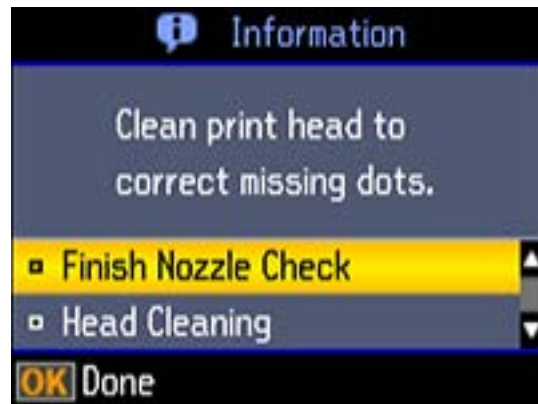 Information
Clean print head to
correct missing dots.
Finish Nozzle Check
Head Cleaning
OK Done